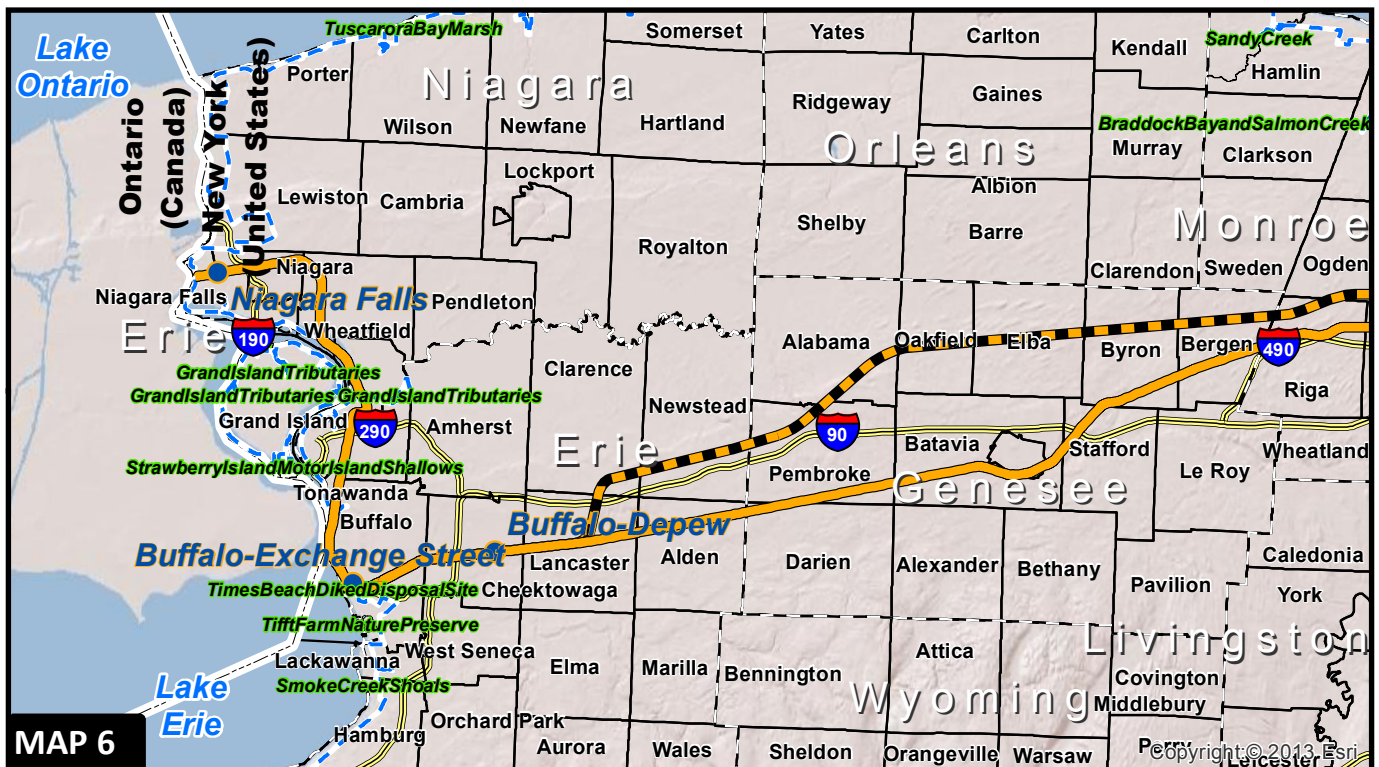 Lake
Ontario
Ontario
(Canada)
New York
United States)
TuscaroraBayMarsh
Porter
Niagara
Wilson
Newfane
Somerset
Hartland
Yates
Carlton
Kendall
SandyCreek
Hamlin
Ridgeway
Gaines
BraddockBayandSalmonCreek
Murray
Clarkson
Orleans
Albion
Lockport
Lewiston
Cambria
Royalton
Shelby
Barre
Monroe
Clarendon
Sweden
Ogden
Niagara
Niagara Falls
Niagara Falls
Pendleton
Erie
190
Wheatfield
GrandIslandTributaries
GrandIslandTributaries
GrandIslandTributaries
Grand Island
290
Amherst
Clarence
Newstead
Erie
Alabama
Oakfield
Elba
Byron
Bergen
490
Riga
90
Batavia
Stafford
Wheatland
Pembroke
Le Roy
Genesee
StrawberryIslandMotorIslandShallows
Tonawanda
Buffalo
Buffalo-Depew
Buffalo-Exchange Street
Lancaster
Alden
Darien
Alexander
Bethany
Caledonia
Pavilion
York
TimesBeachDikedDisposalSite
Cheektowaga
TifftFarmNaturePreserve
Lackawanna
West Seneca
SmokeCreekShoals
Elma
Marilla
Bennington
Attica
Livingston
Covington
Middlebury
Wyoming
Lake
Erie
Hamburg
Orchard Park
Aurora
Wales
Sheldon
Orangeville
Warsaw
Perry
Leicester
Copyright:© 2013 Esri
MAP 6